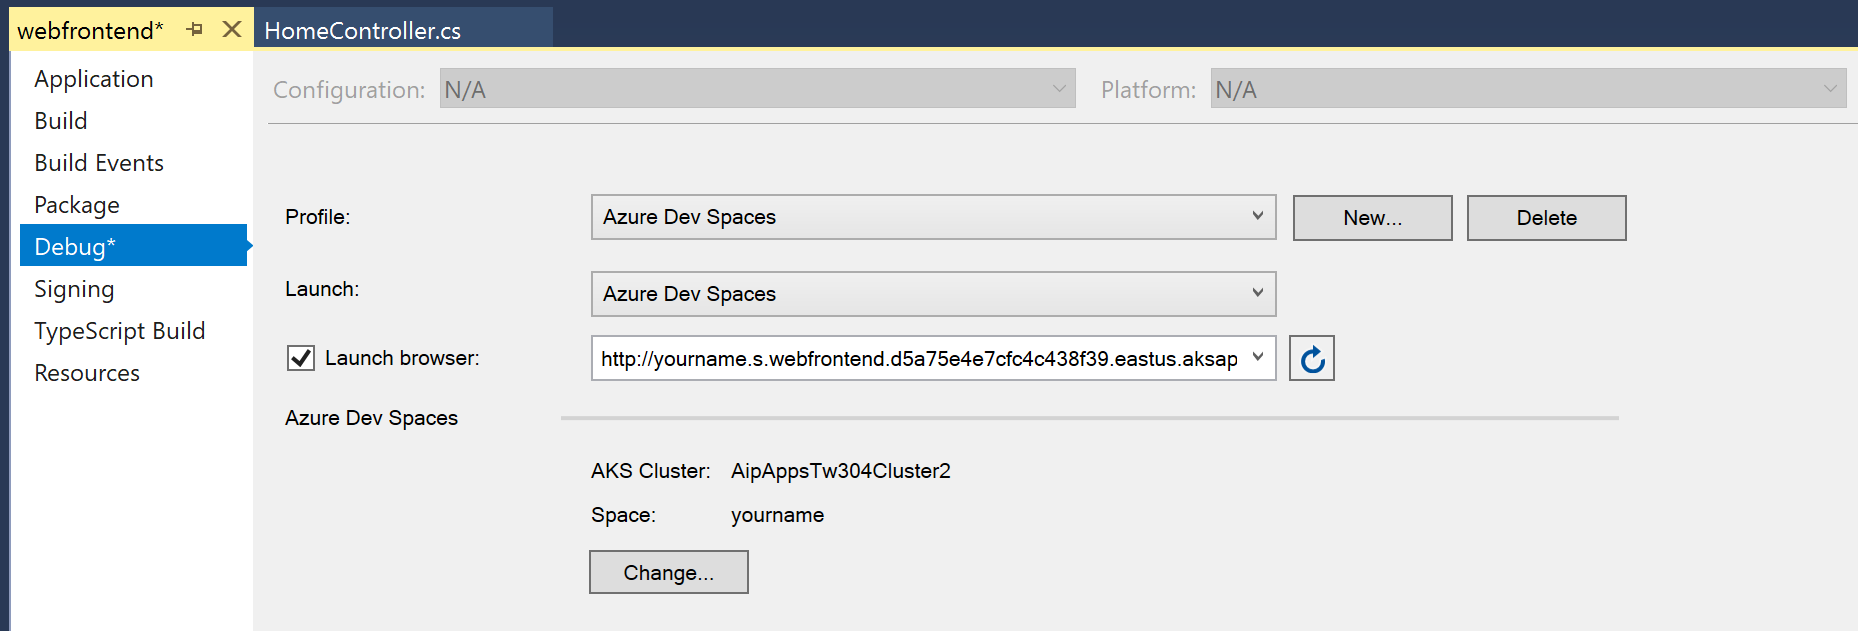 webfrontend*
HomeController.cs
Application
Build
Build Events
Package
Debug*
Signing
TypeScript Build
Resources
Configuration: N/A Platform: N/A
Profile: Azure Dev Spaces New... Delete
Launch: Azure Dev Spaces
Launch browser: http://yourname.s.webfrontend.d5a75e4e7cfc4c438f39.eastus.aksap
Azure Dev Spaces
AKS Cluster: AipAppsTw304Cluster2
Space: yourname
Change...